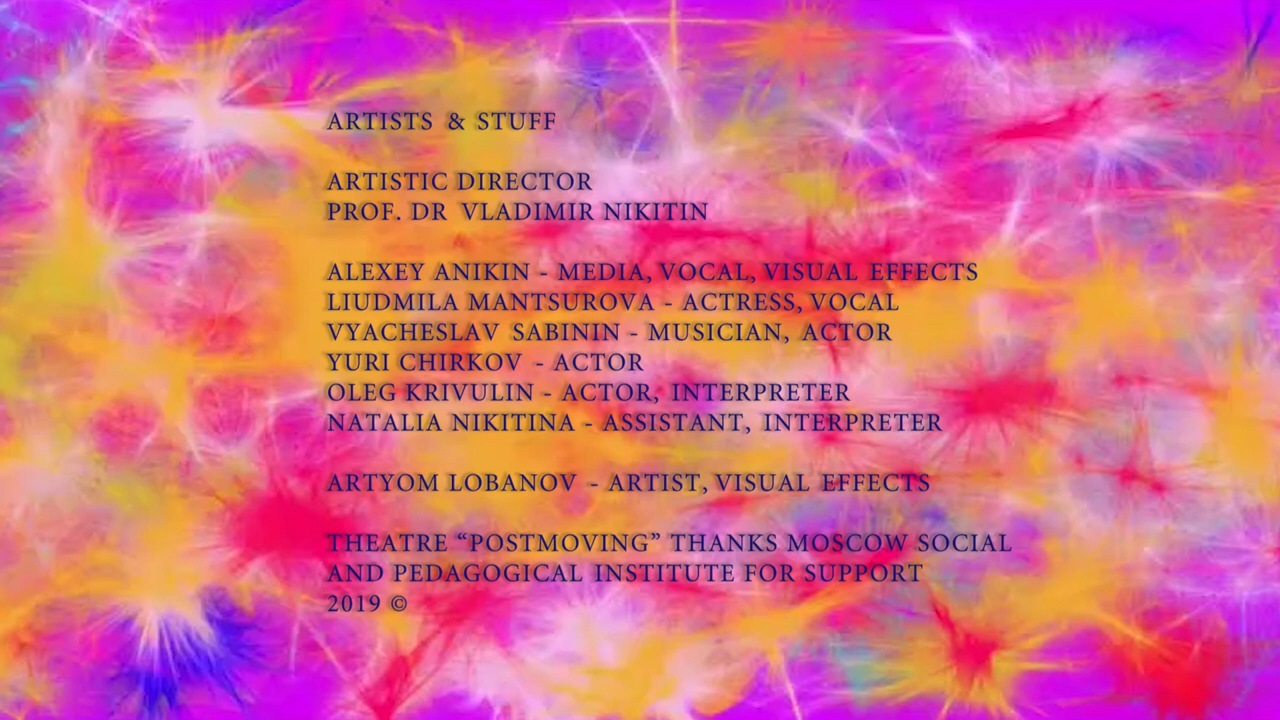 ARTISTS & STUFF
ARTISTIC DIRECTOR
PROF. DR VLADIMIR NIKITIN
ALEXEY ANIKIN - MEDIA, VOCAL, VISUAL EFFECTS
LIUDMILA MANTSUROVA - ACTRESS, VOCAL
VYACHESLAV SABININ - MUSICIAN, ACTOR
YURI CHIRKOV - ACTOR
OLEG KRIVULIN - ACTOR, INTERPRETER
NATALIA NIKITINA - ASSISTANT, INTERPRETER
ARTYOM LOBANOV - ARTIST, VISUAL EFFECTS
THEATRE “POSTMOVING” THANKS MOSCOW SOCIAL
AND PEDAGOGICAL INSTITUTE FOR SUPPORT
2019 ©